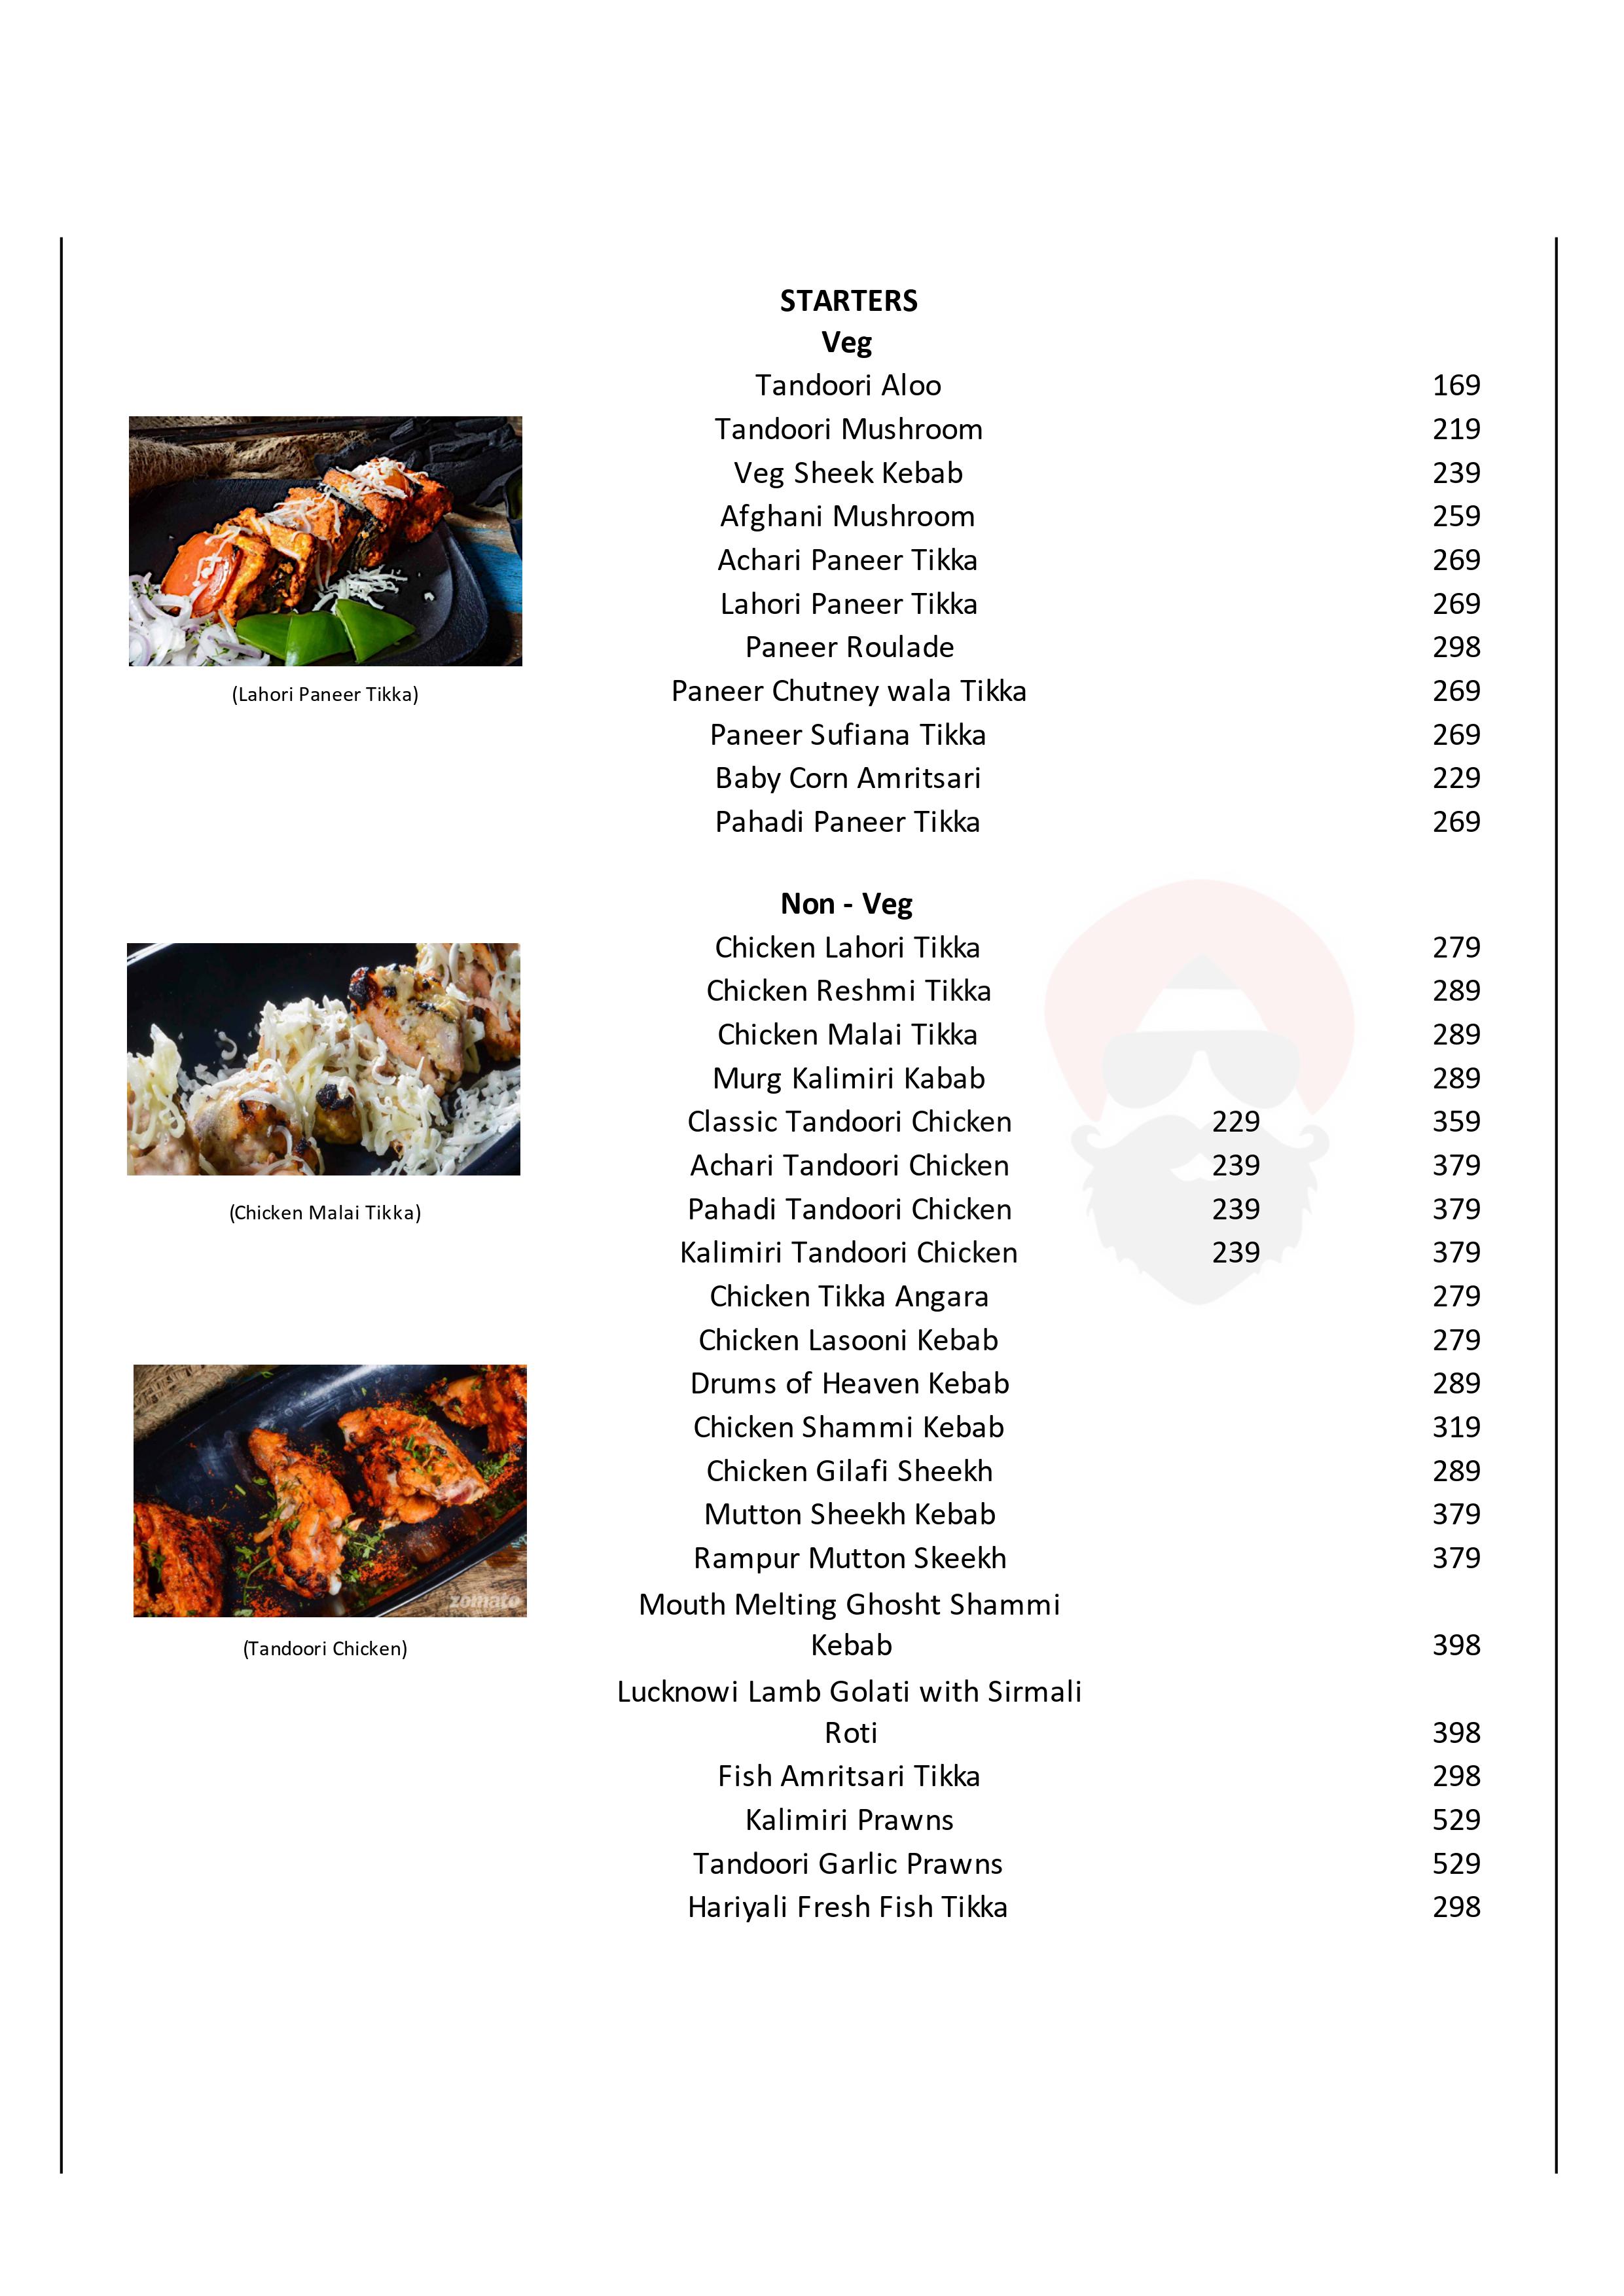 STARTERS
Veg
Tandoori Aloo 169
Tandoori Mushroom 219
Veg Sheek Kebab 239
Afghani Mushroom 259
Achari Paneer Tikka 269
Lahori Paneer Tikka 269
Paneer Roulade 298
(Lahori Paneer Tikka)
Paneer Chutney wala Tikka 269
Paneer Sufiana Tikka 269
Baby Corn Amritsari 229
Pahadi Paneer Tikka 269
Non - Veg
Chicken Lahori Tikka 279
Chicken Reshmi Tikka 289
Chicken Malai Tikka 289
Murg Kalimiri Kabab 289
Classic Tandoori Chicken 229 359
Achari Tandoori Chicken 239 379
(Chicken Malai Tikka)
Pahadi Tandoori Chicken 239 379
Kalimiri Tandoori Chicken 239 379
Chicken Tikka Angara 279
Chicken Lasooni Kebab 279
Drums of Heaven Kebab 289
Chicken Shammi Kebab 319
Chicken Gilafi Sheekh 289
Mutton Sheekh Kebab 379
Rampur Mutton Skeekh 379
zomato
Mouth Melting Ghosht Shammi
Kebab 398
(Tandoori Chicken)
Lucknowi Lamb Golati with Sirmali
Roti 398
Fish Amritsari Tikka 298
Kalimiri Prawns 529
Tandoori Garlic Prawns 529
Hariyali Fresh Fish Tikka 298